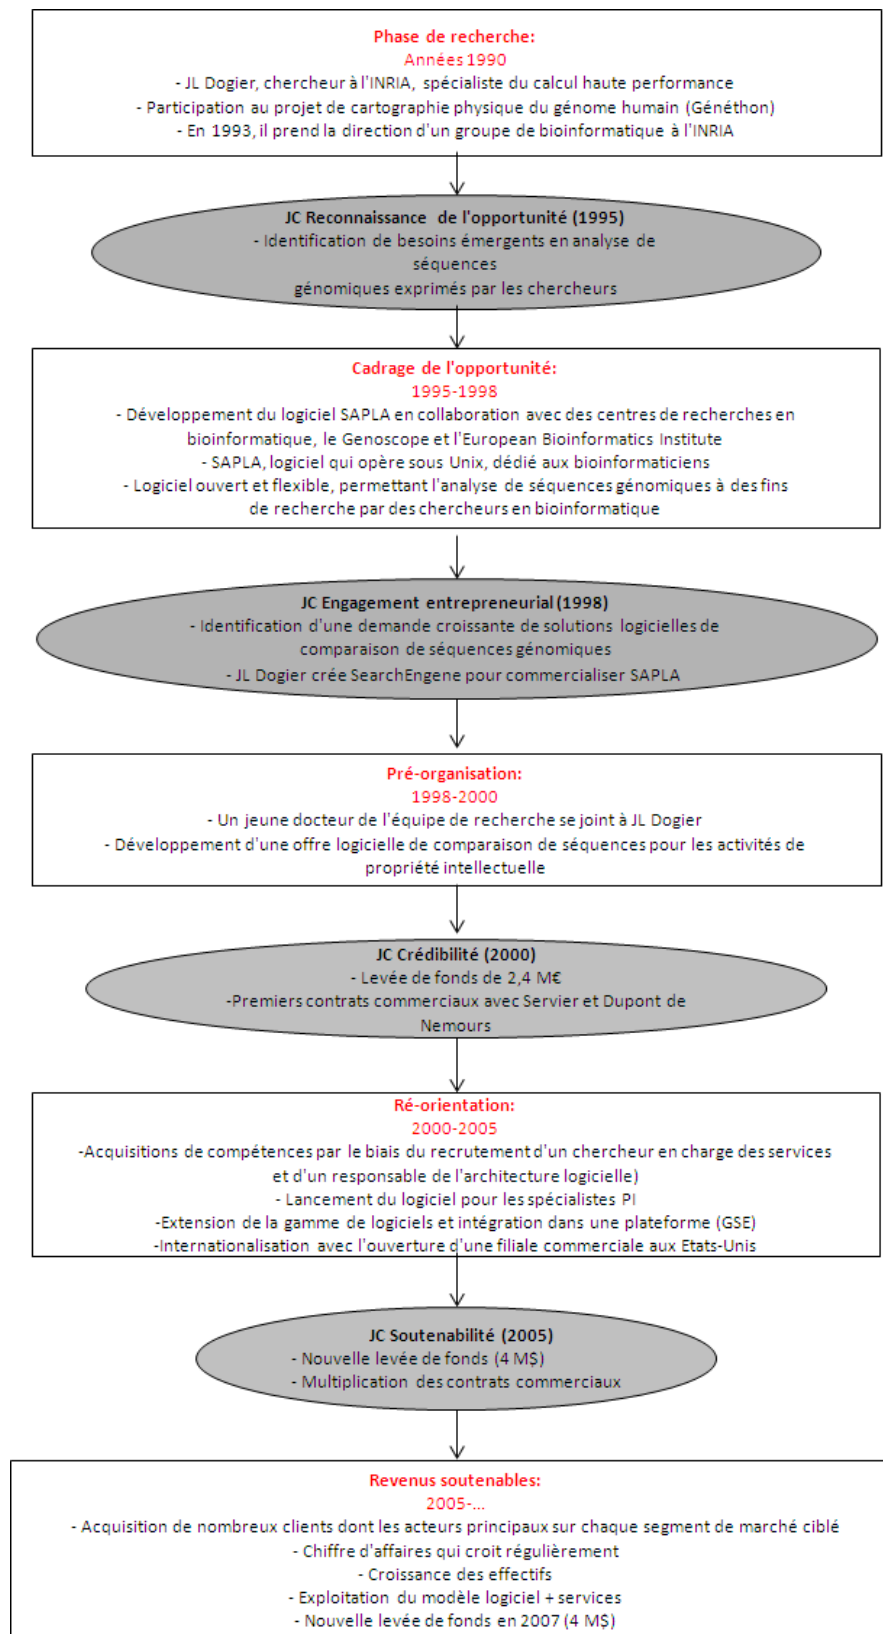 Phase de recherche:
Années 1990
- JL Dogier, chercheur à l'INRIA, spécialiste du calcul haute performance
- Participation au projet de cartographie physique du génome humain (Généthon)
- En 1993, il prend la direction d'un groupe de bioinformatique à l'INRIA
JC Reconnaissance de l'opportunité (1995)
- Identification de besoins émergents en analyse de
séquences
génomiques exprimés par les chercheurs
Cadrage de l'opportunité:
1995-1998
- Développement du logiciel SAPLA en collaboration avec des centres de recherches en
bioinformatique, le Genoscope et l'European Bioinformatics Institute
- SAPLA, logiciel qui opère sous Unix, dédié aux bioinformaticiens
- Logiciel ouvert et flexible, permettant l'analyse de séquences génomiques à des fins
de recherche par des chercheurs en bioinformatique
JC Engagement entrepreneurial (1998)
- Identification d'une demande croissante de solutions logicielles de
comparaison de séquences génomiques
- JL Dogier crée SearchEngene pour commercialiser SAPLA
Pré-organisation:
1998-2000
- Un jeune docteur de l'équipe de recherche se joint à JL Dogier
- Développement d'une offre logicielle de comparaison de séquences pour les activités de
propriété intellectuelle
JC Crédibilité (2000)
- Levée de fonds de 2,4 M€
-Premiers contrats commerciaux avec Servier et Dupont de
Nemours
Ré-orientation:
2000-2005
-Acquisitions de compétences par le biais du recrutement d'un chercheur en charge des services
et d'un responsable de l'architecture logicielle)
- Lancement du logiciel pour les spécialistes PI
-Extension de la gamme de logiciels et intégration dans une plateforme (GSE)
-Internationalisation avec l'ouverture d'une filiale commerciale aux Etats-Unis
JC Soutenabilité (2005)
- Nouvelle levée de fonds (4 M$)
- Multiplication des contrats commerciaux
Revenus soutenables:
2005-...
- Acquisition de nombreux clients dont les acteurs principaux sur chaque segment de marché ciblé
- Chiffre d'affaires qui croit régulièrement
- Croissance des effectifs
- Exploitation du modèle logiciel + services
- Nouvelle levée de fonds en 2007 (4 M$)